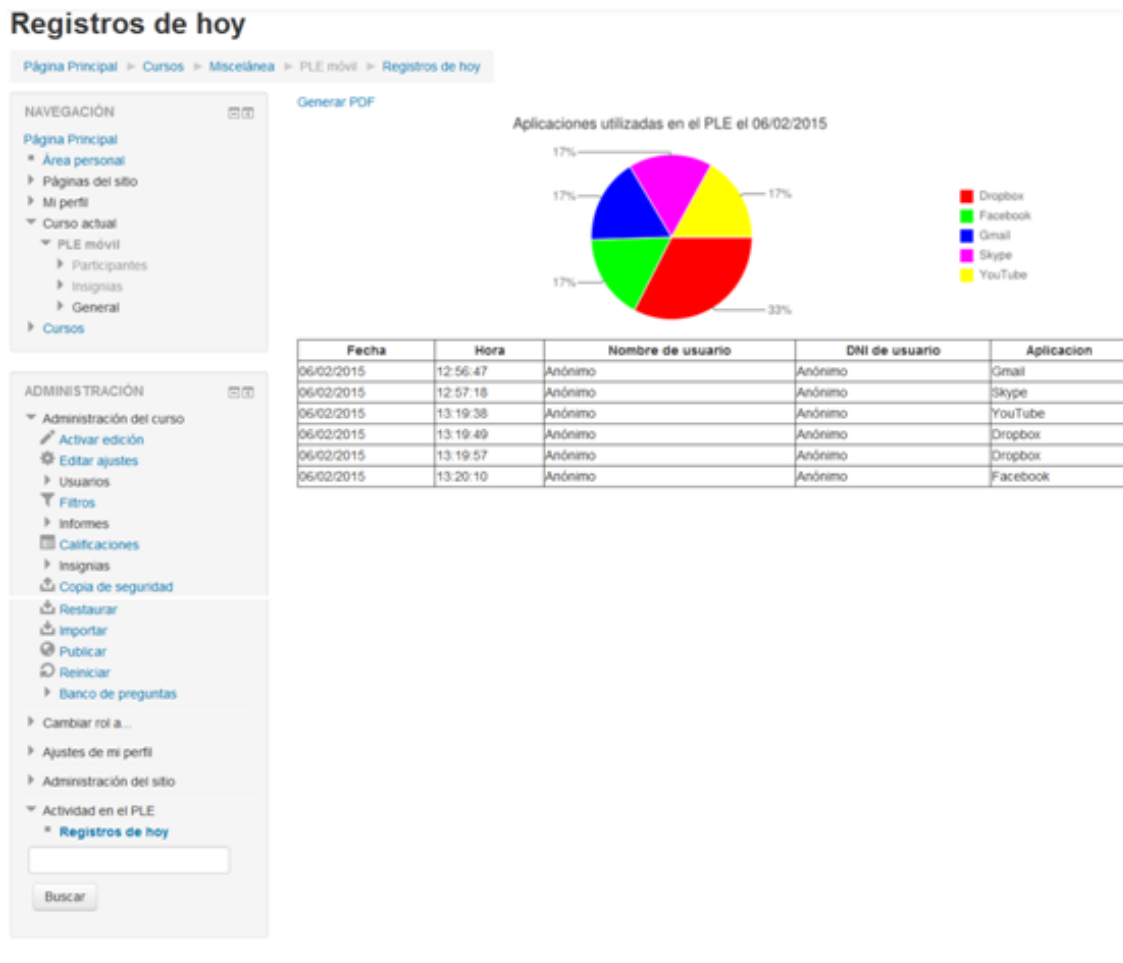 Registros de hoy
Página Principal ► Cursos ► Miscelánea ► PLE móvil ► Registros de hoy
NAVEGACIÓN
Página Principal
Área personal
Páginas del sitio
Mi perfil
Curso actual
PLE móvil
Participantes
Insignias
General
Cursos
ADMINISTRACIÓN
Administración del curso
Activar edición
Editar ajustes
Usuarios
Filtros
Informes
Calificaciones
Insignias
Copia de seguridad
Restaurar
Importar
Publicar
Reiniciar
Banco de preguntas
Cambiar rol a...
Ajustes de mi perfil
Administración del sitio
Actividad en el PLE
Registros de hoy
Buscar
Generar PDF
Aplicaciones utilizadas en el PLE el 06/02/2015
17%
17%
17%
17%
33%
Dropbox
Facebook
Gmail
Skype
YouTube
Fecha Hora Nombre de usuario DNI de usuario Aplicacion
06/02/2015 12:56:47 Anónimo Anónimo Gmail
06/02/2015 12:57:18 Anónimo Anónimo Skype
06/02/2015 13:19:38 Anónimo Anónimo YouTube
06/02/2015 13:19:49 Anónimo Anónimo Dropbox
06/02/2015 13:19:57 Anónimo Anónimo Dropbox
06/02/2015 13:20:10 Anónimo Anónimo Facebook